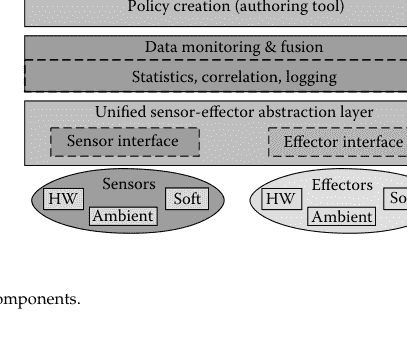 Policy creation (authoring tool)
Data monitoring & fusion
Statistics, correlation, logging
Unified sensor-effector abstraction layer
Sensor interface
Effector interface
Sensors
HW
Soft
Ambient
Effectors
HW
So
Ambient
omponents.